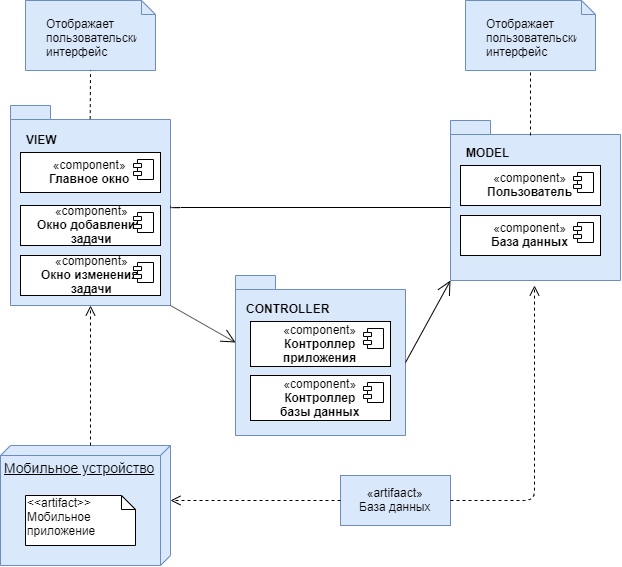 Отображает
пользовательски
интерфейс
Отображает
пользовательски
интерфейс
VIEW
«component»
Главное окно
«component»
Окно добавлени
задачи
«component»
Окно изменени
задачи
MODEL
«component»
Пользователь
«component»
База данных
CONTROLLER
«component»
Контроллер
приложения
«component»
Контроллер
базы данных
Мобильное устройство
<<artifact>>
Мобильное
приложение
«artifaact»
База данных